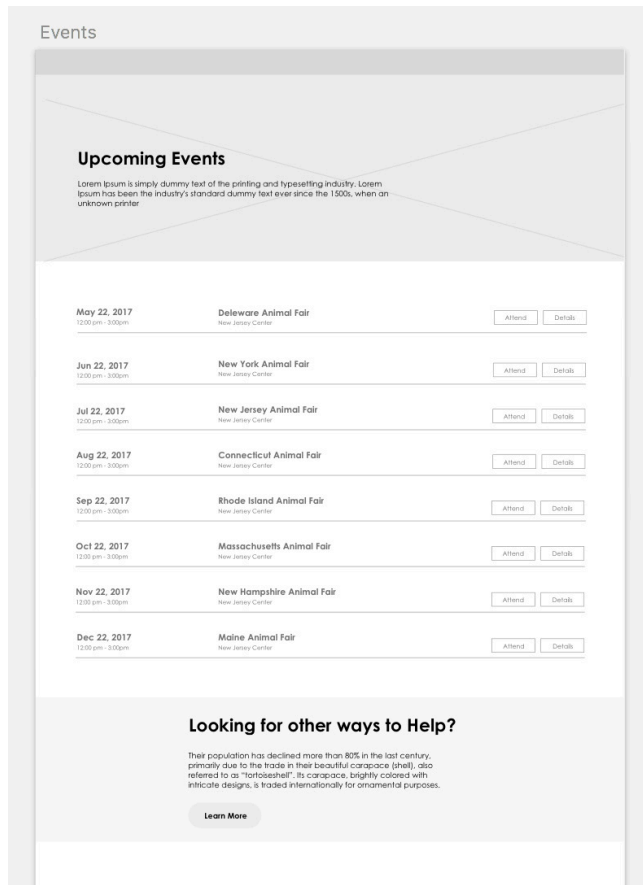 Events
Upcoming Events
Lorem Ipsum is simply dummy text of the printing and typesetting industry. Lorem
Ipsum has been the industry's standard dummy text ever since the 1500s, when an
unknown printer
May 22, 2017
12:00 pm - 3:00pm
Deleware Animal Fair
New Jersey Center
Attend
Details
Jun 22, 2017
12:00 pm - 3:00pm
New York Animal Fair
New Jersey Center
Attend
Details
Jul 22, 2017
12:00 pm - 3:00pm
New Jersey Animal Fair
New Jersey Center
Attend
Details
Aug 22, 2017
12:00 pm - 3:00pm
Connecticut Animal Fair
New Jersey Center
Attend
Details
Sep 22, 2017
12:00 pm - 3:00pm
Rhode Island Animal Fair
New Jersey Center
Attend
Details
Oct 22, 2017
12:00 pm - 3:00pm
Massachusetts Animal Fair
New Jersey Center
Attend
Details
Nov 22, 2017
12:00 pm - 3:00pm
New Hampshire Animal Fair
New Jersey Center
Attend
Details
Dec 22, 2017
12:00 pm - 3:00pm
Maine Animal Fair
New Jersey Center
Attend
Details
Looking for other ways to Help?
Their population has declined more than 80% in the last century,
primarily due to the trade in their beautiful carapace (shell), also
referred to as “tortoiseshell”. Its carapace, brightly colored with
intricate designs, is traded internationally for ornamental purposes.
Learn More